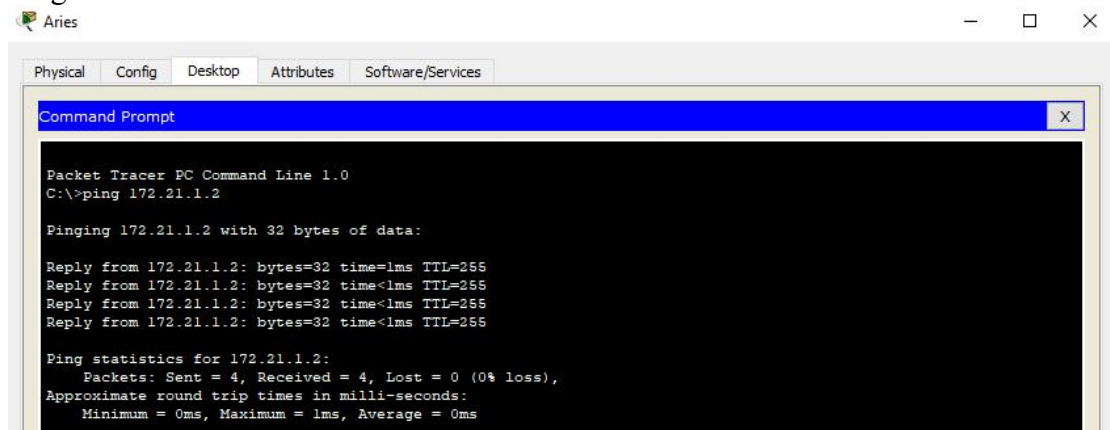 Aries
Physical Config Desktop Attributes Software/Services
Command Prompt X
Packet Tracer PC Command Line 1.0
C:\>ping 172.21.1.2
Pinging 172.21.1.2 with 32 bytes of data:
Reply from 172.21.1.2: bytes=32 time=1ms TTL=255
Reply from 172.21.1.2: bytes=32 time<1ms TTL=255
Reply from 172.21.1.2: bytes=32 time<1ms TTL=255
Reply from 172.21.1.2: bytes=32 time<1ms TTL=255
Ping statistics for 172.21.1.2:
Packets: Sent = 4, Received = 4, Lost = 0 (0% loss),
Approximate round trip times in milli-seconds:
Minimum = 0ms, Maximum = 1ms, Average = 0ms